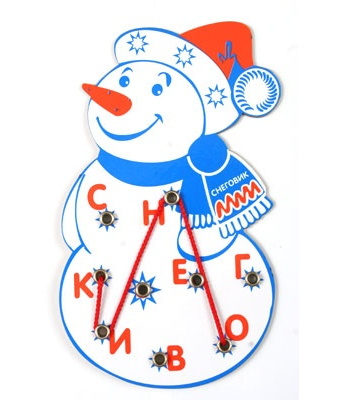 СНЕГОВИК
С Н
К Е Г
И В О